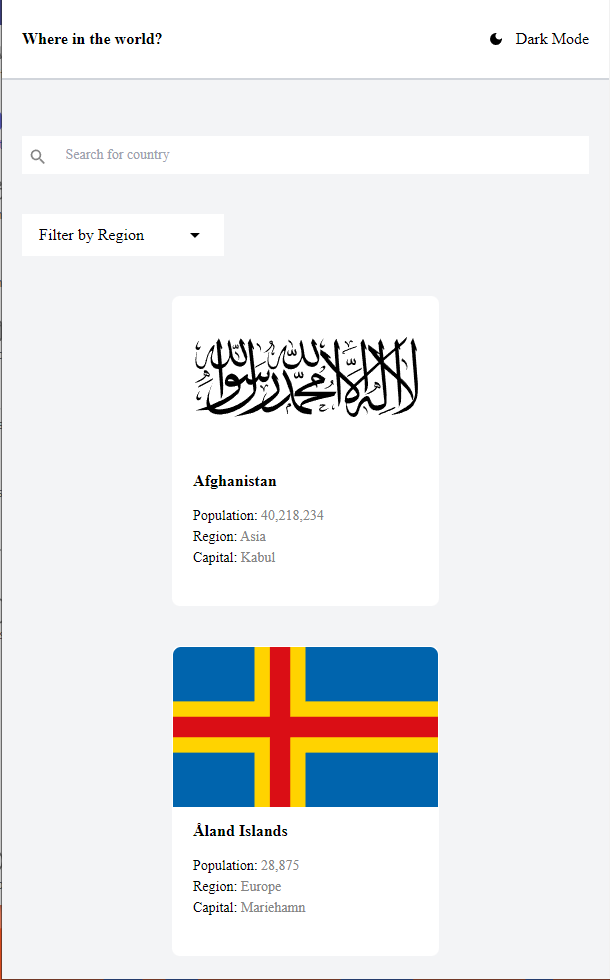 Where in the world?
Dark Mode
Search for country
Filter by Region
لا إله إلا الله محمد رسول الله
Afghanistan
Population: 40,218,234
Region: Asia
Capital: Kabul
Åland Islands
Population: 28,875
Region: Europe
Capital: Mariehamn